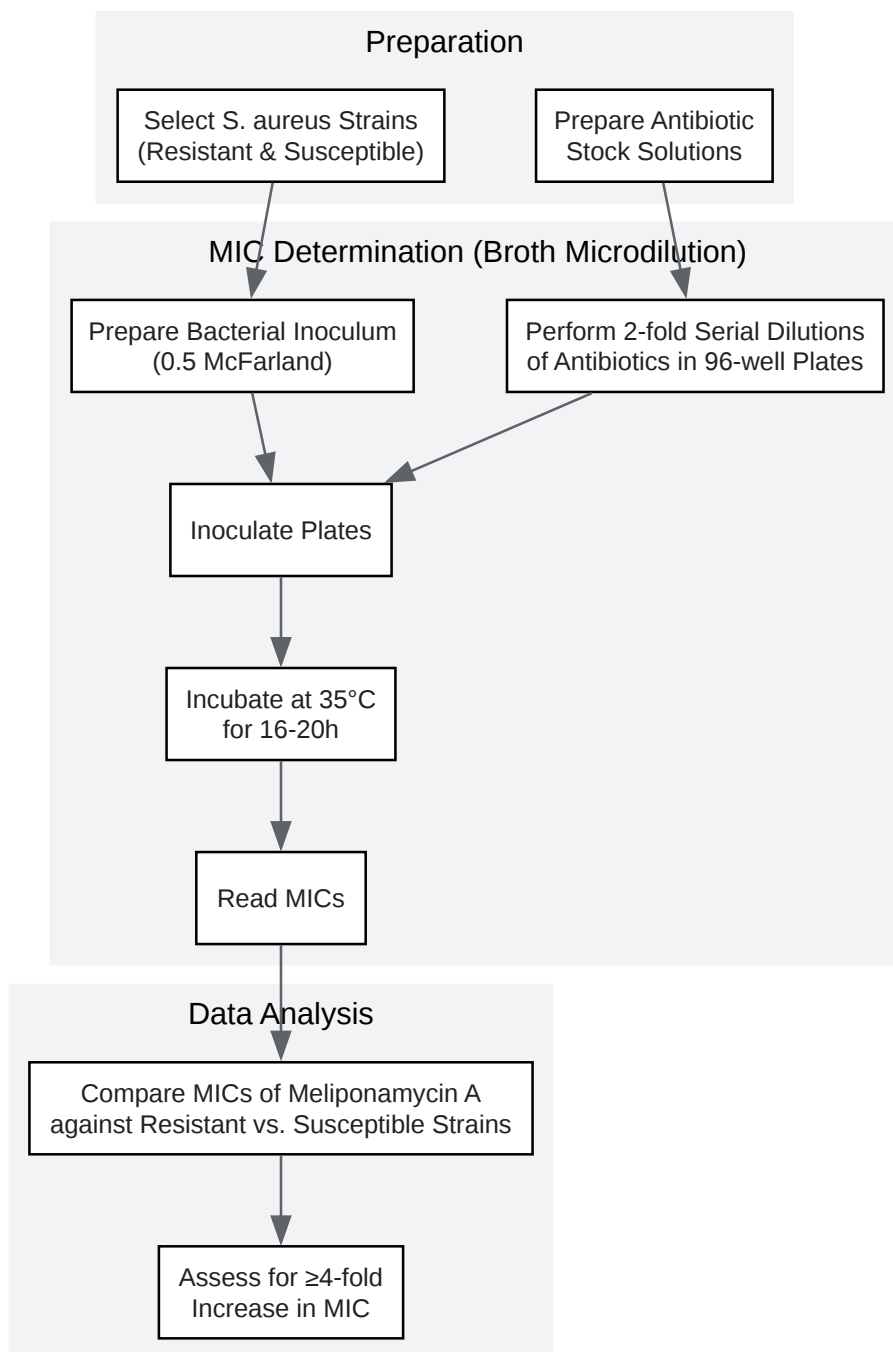 Preparation
Select S. aureus Strains
(Resistant & Susceptible)
Prepare Antibiotic
Stock Solutions
MIC Determination (Broth Microdilution)
Prepare Bacterial Inoculum
(0.5 McFarland)
Perform 2-fold Serial Dilutions
of Antibiotics in 96-well Plates
Inoculate Plates
Incubate at 35°C
for 16-20h
Read MICs
Data Analysis
Compare MICs of Meliponamycin A
against Resistant vs. Susceptible Strains
Assess for ≥4-fold
Increase in MIC